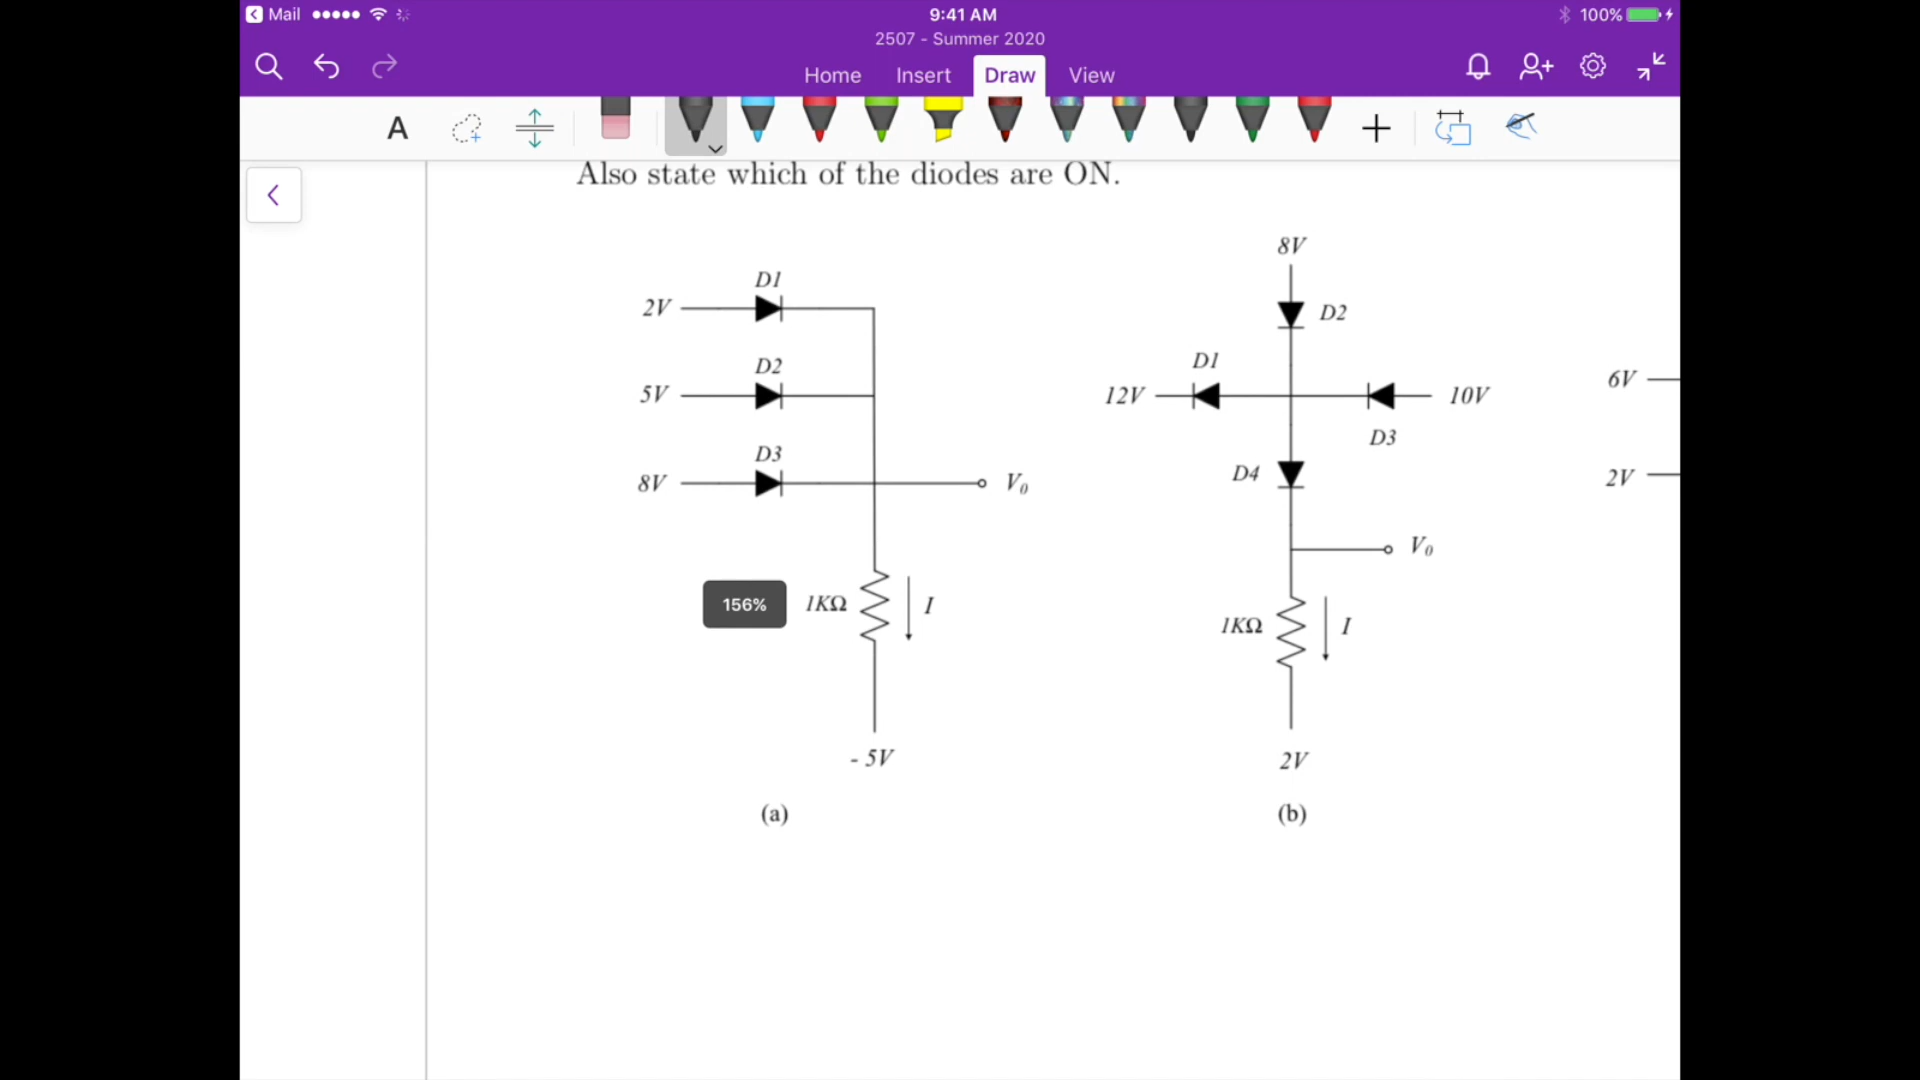 Mail
9:41 AM
100%
2507 - Summer 2020
Home Insert Draw View
A
Also state which of the diodes are ON.
8V
D1
2V
D2
D2
D1
5V
12V
10V
6V
D3
D3
8V
V0
D4
2V
V0
156%
1KΩ
I
1KΩ
I
- 5V
2V
(a)
(b)